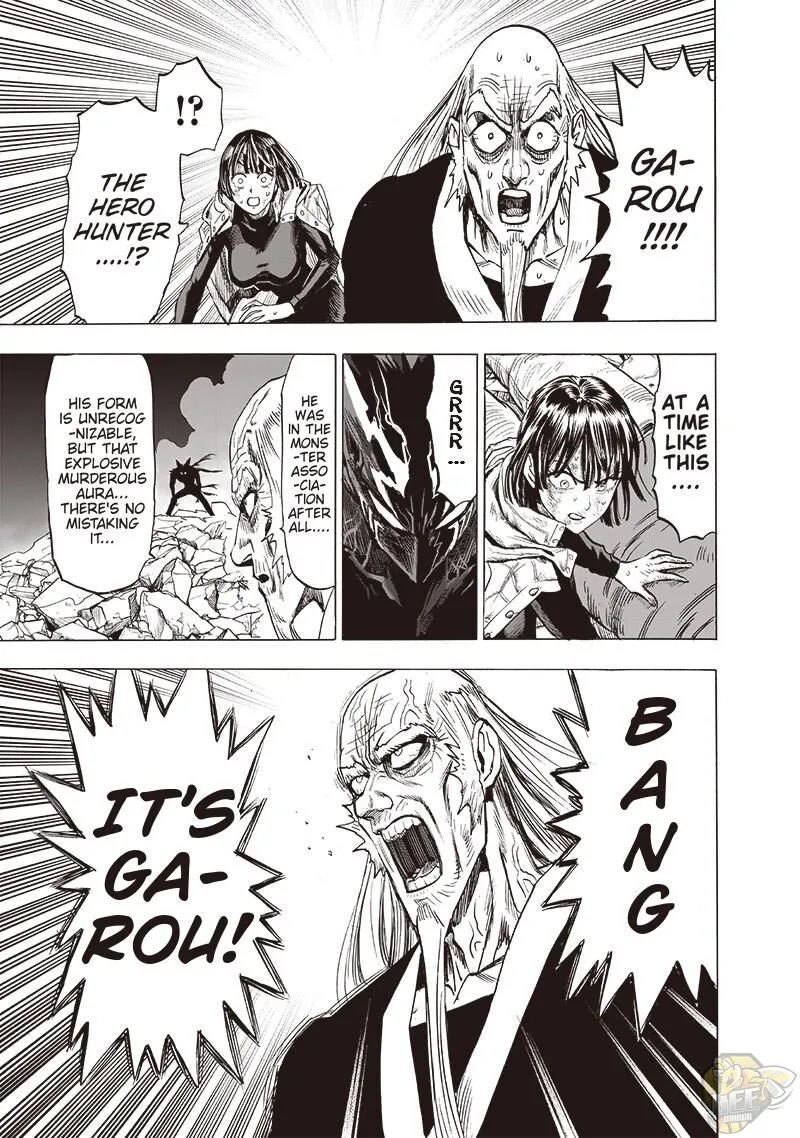 GA-
ROU
!!!!
!?
THE
HERO
HUNTER
.....!?
AT A
TIME
LIKE
THIS
....
GRRR
...
HE
WAS
IN THE
MONS-
-TER
ASSO
-CIA-
TION
AFTER
ALL....
HIS FORM
IS UNRECOG
-NIZABLE,
BUT THAT
EXPLOSIVE
MURDEROUS
AURA...
THERE'S NO
MISTAKING
IT...
BANG
IT'S
GA-
ROU!
MANGA